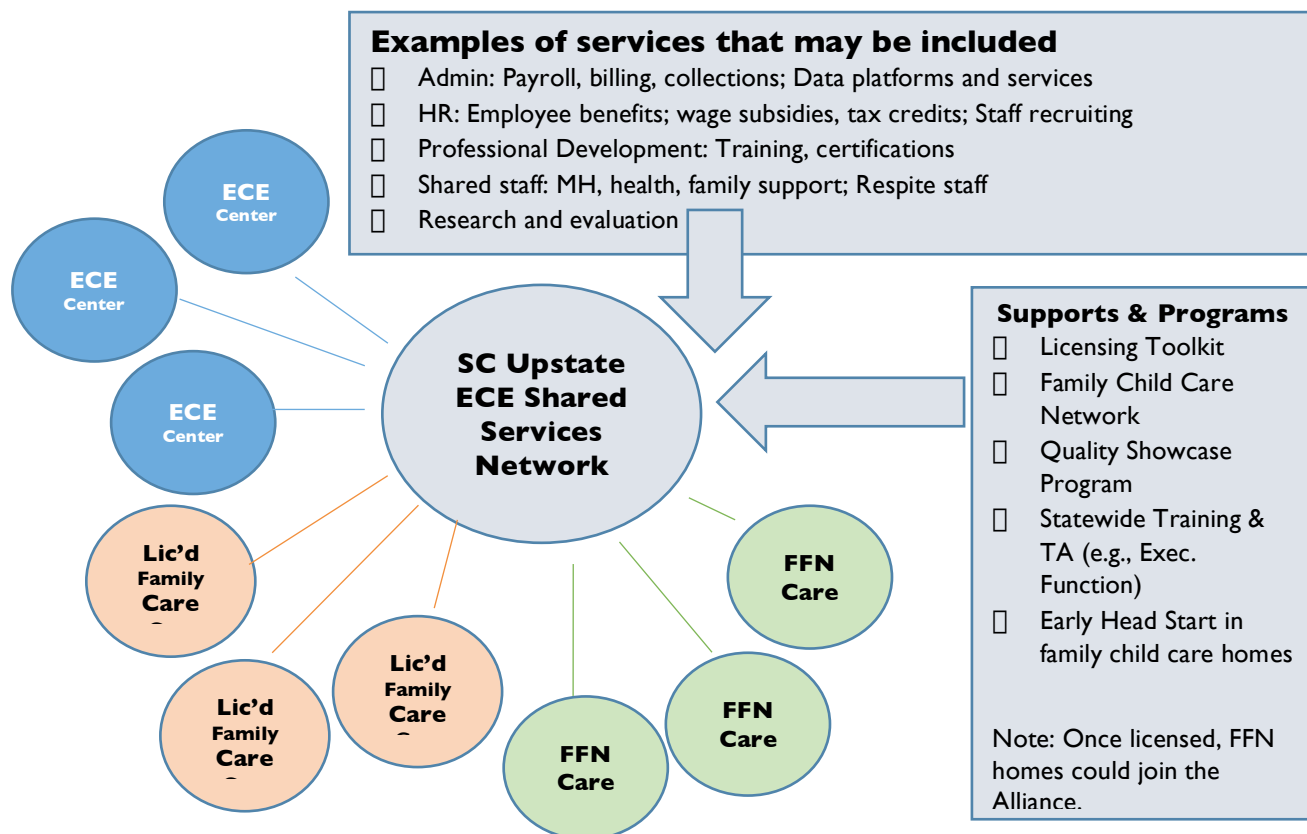 Examples of services that may be included
Admin: Payroll, billing, collections; Data platforms and services
HR: Employee benefits; wage subsidies, tax credits; Staff recruiting
Professional Development: Training, certifications
Shared staff: MH, health, family support; Respite staff
Research and evaluation
ECE
Center
ECE
Center
ECE
Center
SC Upstate
ECE Shared
Services
Network
Supports & Programs
Licensing Toolkit
Family Child Care
Network
Quality Showcase
Program
Statewide Training &
TA (e.g., Exec.
Function)
Early Head Start in
family child care homes
Note: Once licensed, FFN
homes could join the
Alliance.
Lic’d
Family
Care
Lic’d
Family
Care
Lic’d
Family
Care
FFN
Care
FFN
Care
FFN
Care